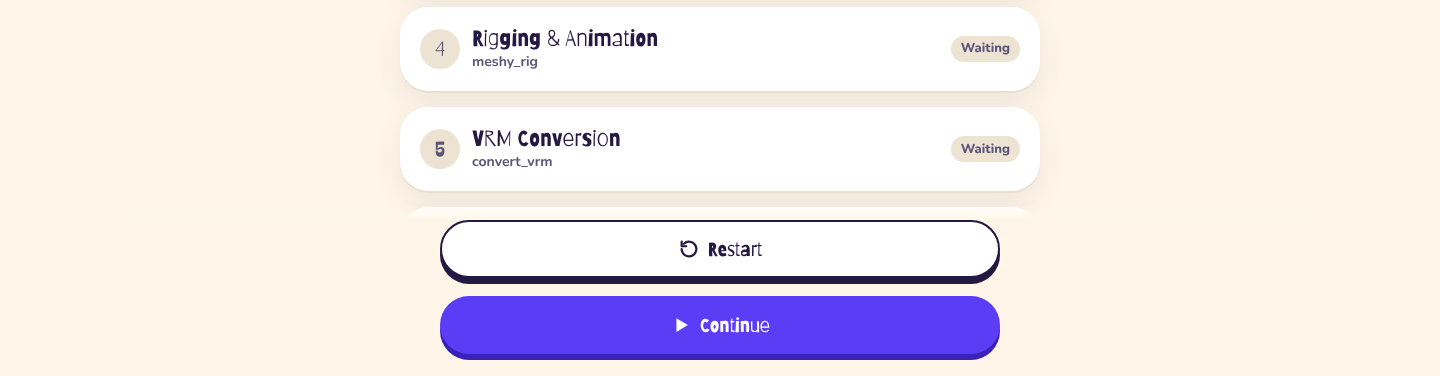 4
Rigging & Animation
meshy_rig
Waiting
5
VRM Conversion
convert_vrm
Waiting
Restart
Continue